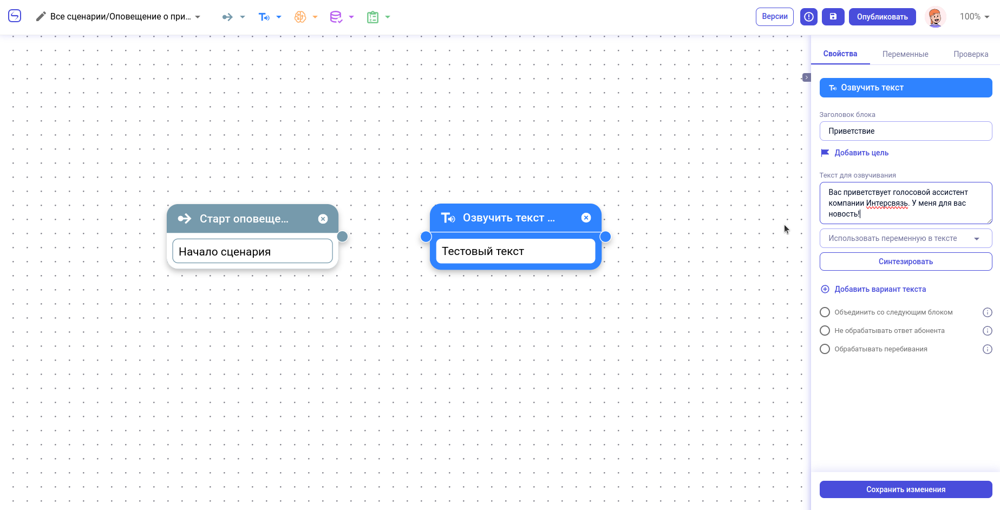 Все сценарии/Оповещение о при...
Версии
Опубликовать
100%
Свойства
Переменные
Проверка
Озвучить текст
Заголовок блока
Приветствие
Добавить цель
Текст для озвучивания
Вас приветствует голосовой ассистент
компании Интерсвязь. У меня для вас
новость!
Использовать переменную в тексте
Синтезировать
Добавить вариант текста
Объединить со следующим блоком
Не обрабатывать ответ абонента
Обрабатывать перебивания
Сохранить изменения
Старт оповеще...
Начало сценария
Озвучить текст ...
Тестовый текст